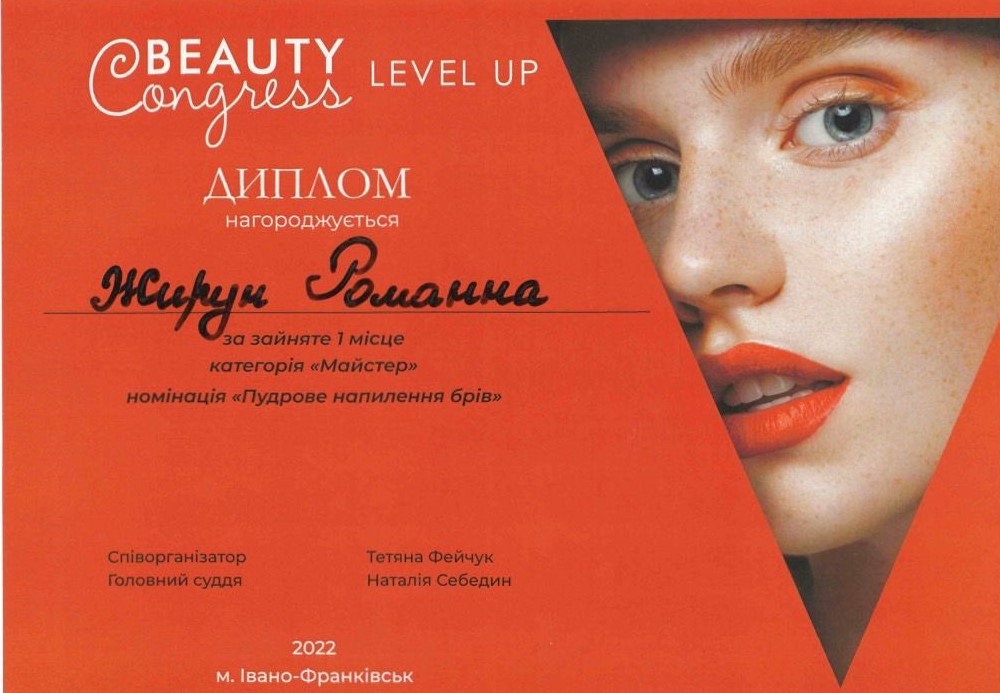 BEAUTY
Congress
LEVEL UP
ДИПЛОМ
нагороджується
Жирун Романна
за зайняте 1 місце
категорія «Майстер»
номінація «Пудрове напилення брів»
Співорганізатор Тетяна Фейчук
Головний суддя Наталія Себедин
2022
м. Івано-Франківськ